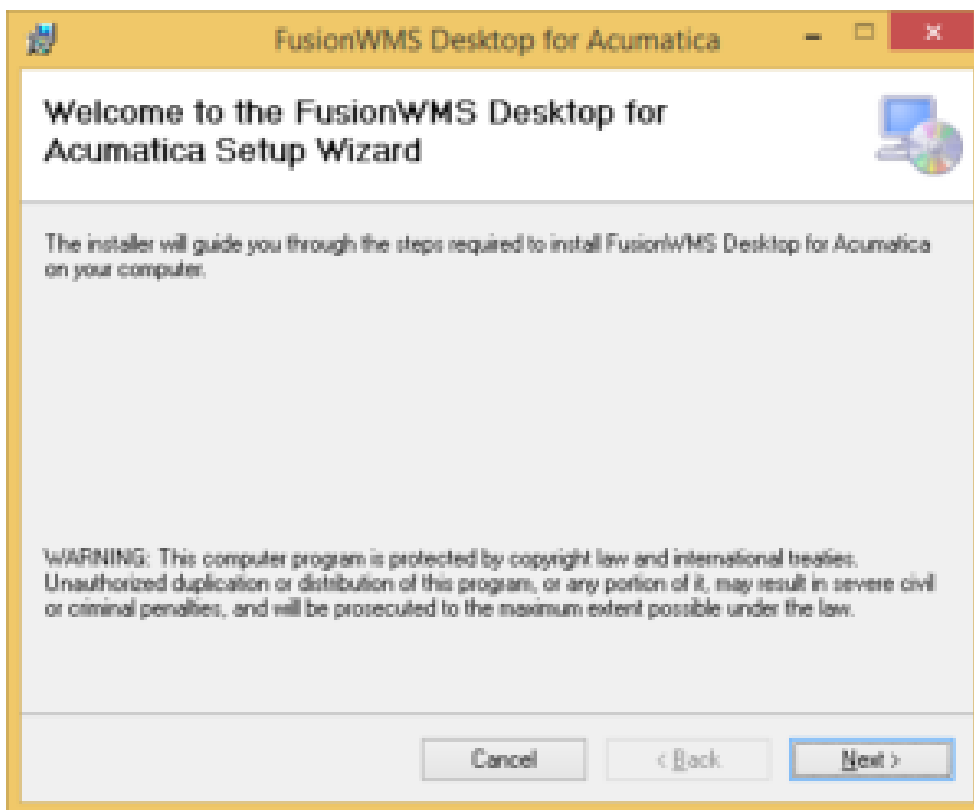 FusionWMS Desktop for Acumatica
Welcome to the FusionWMS Desktop for
Acumatica Setup Wizard
The installer will guide you through the steps required to install FusionWMS Desktop for Acumatica
on your computer.
WARNING: This computer program is protected by copyright law and international treaties.
Unauthorized duplication or distribution of this program, or any portion of it, may result in severe civil
or criminal penalties, and will be prosecuted to the maximum extent possible under the law.
Cancel
< Back
Next >